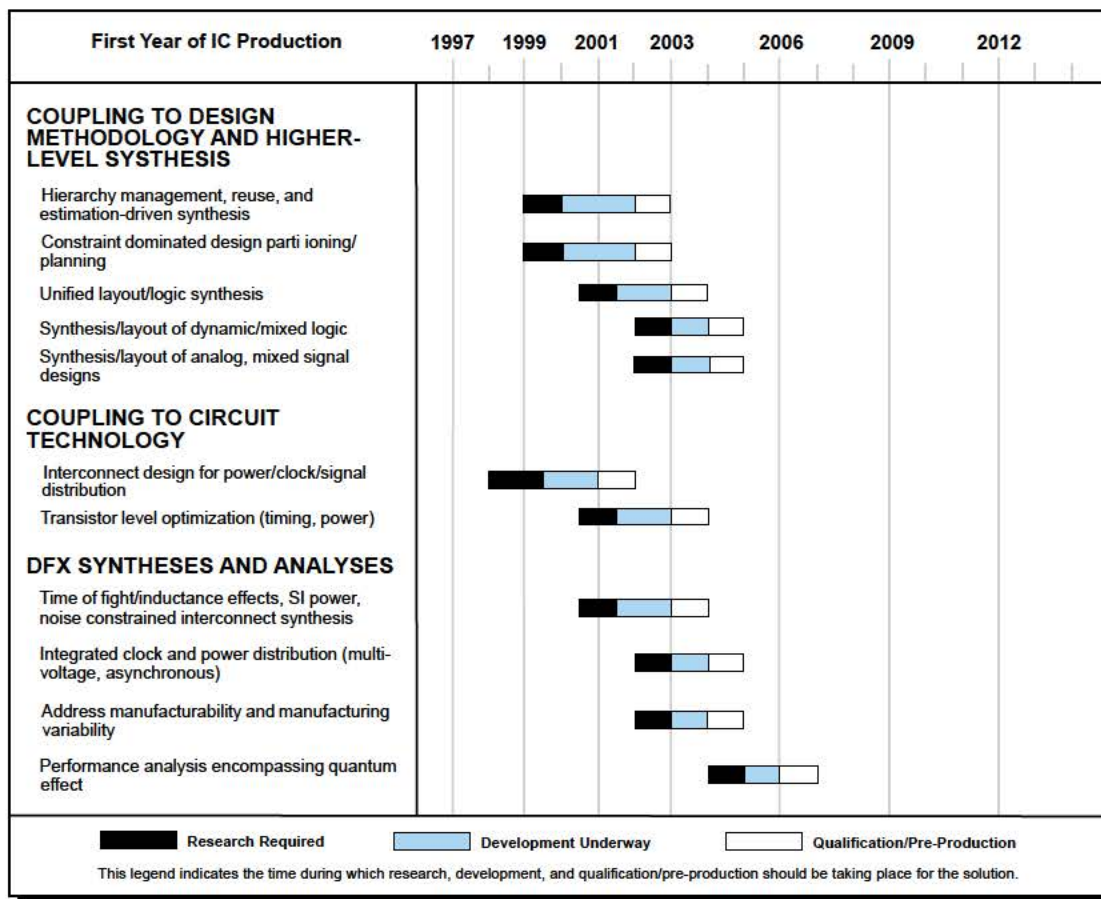 First Year of IC Production 1997 1999 2001 2003 2006 2009 2012
COUPLING TO DESIGN
METHODOLOGY AND HIGHER-
LEVEL SYSTHESIS
Hierarchy management, reuse, and
estimation-driven synthesis
Constraint dominated design parti ioning/
planning
Unified layout/logic synthesis
Synthesis/layout of dynamic/mixed logic
Synthesis/layout of analog, mixed signal
designs
COUPLING TO CIRCUIT
TECHNOLOGY
Interconnect design for power/clock/signal
distribution
Transistor level optimization (timing, power)
DFX SYNTHESES AND ANALYSES
Time of fight/inductance effects, SI power,
noise constrained interconnect synthesis
Integrated clock and power distribution (multi-
voltage, asynchronous)
Address manufacturability and manufacturing
variability
Performance analysis encompassing quantum
effect
Research Required Development Underway Qualification/Pre-Production
This legend indicates the time during which research, development, and qualification/pre-production should be taking place for the solution.